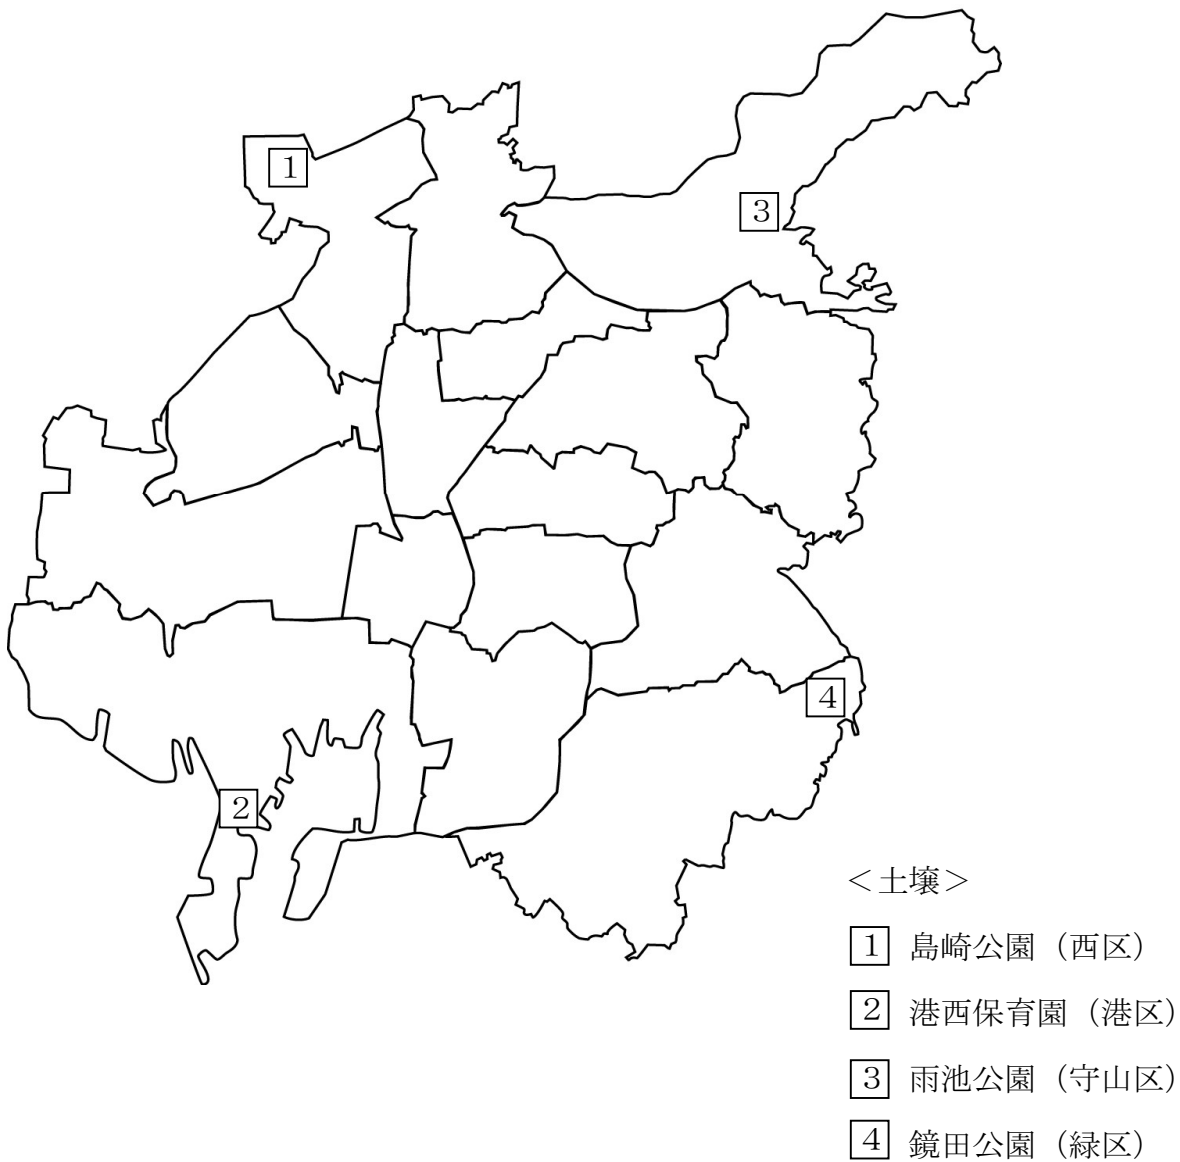 1
3
4
2
＜土壌＞
1 島崎公園（西区）
2 港西保育園（港区）
3 雨池公園（守山区）
4 鏡田公園（緑区）